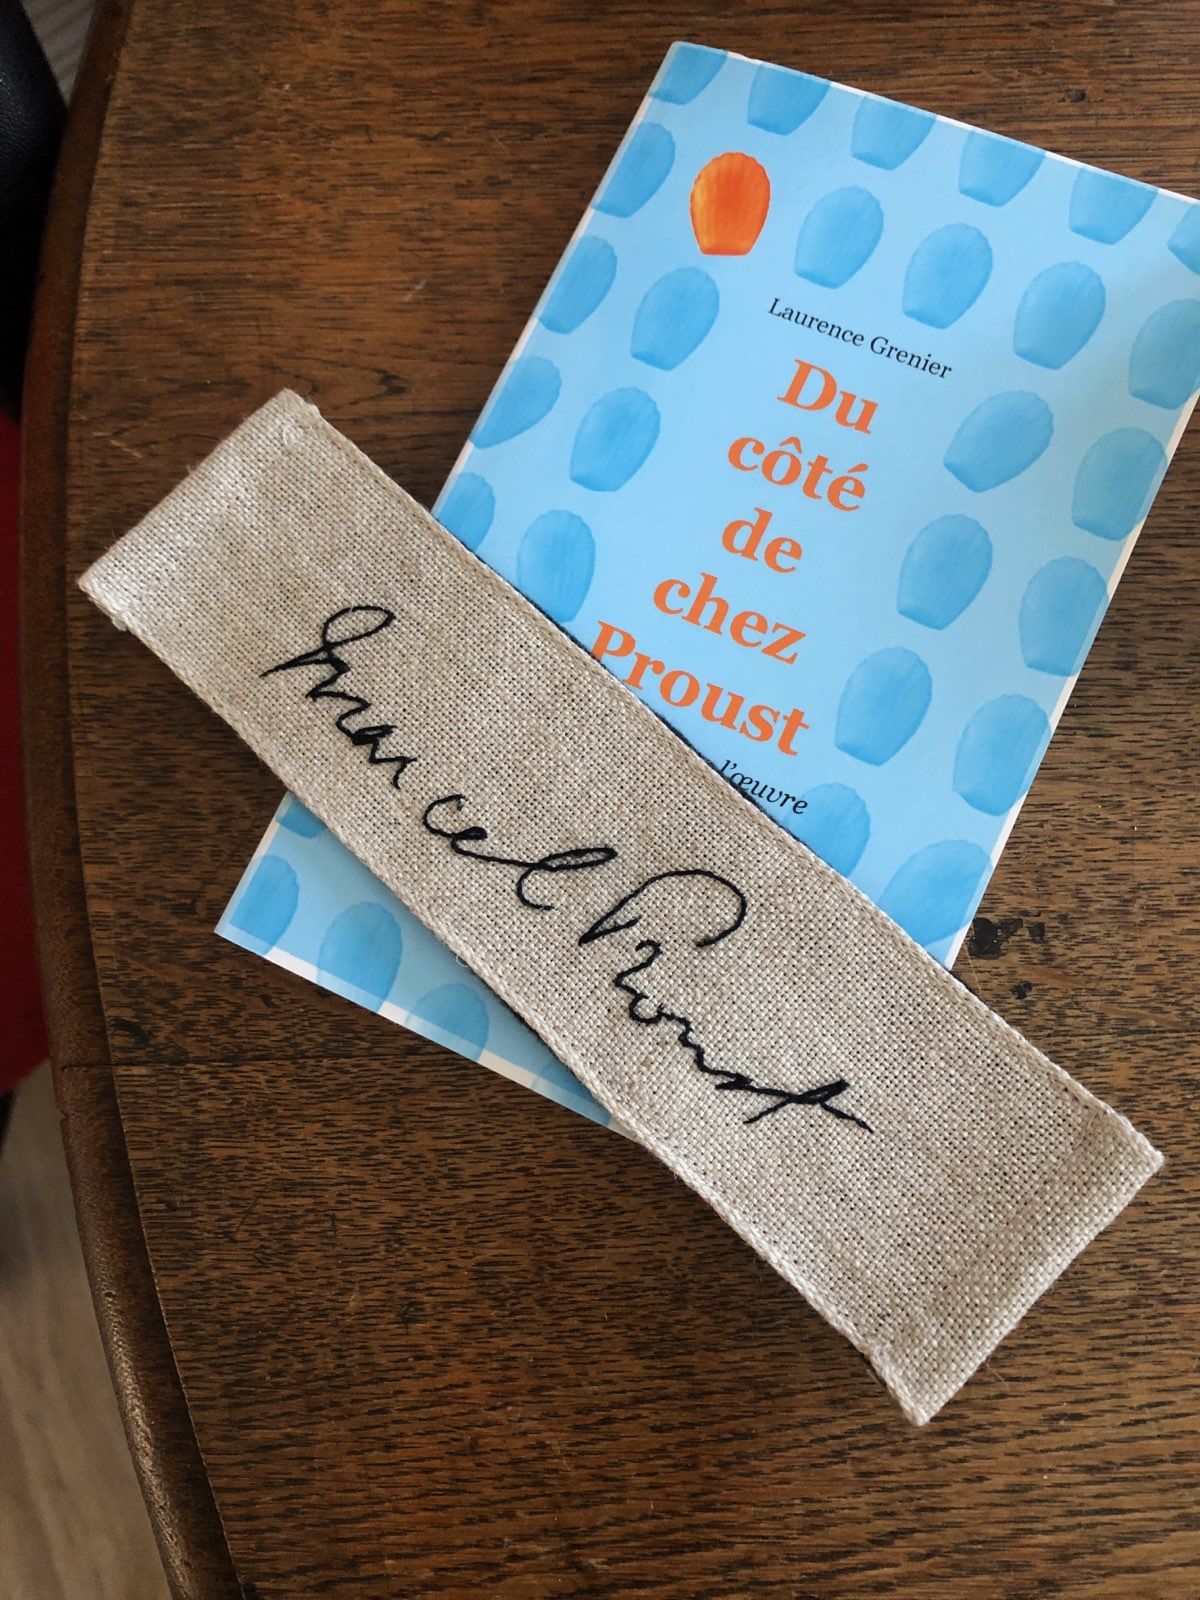 Laurence Grenier
Du
côté
de
chez
Proust
l'œuvre
Marcel Proust